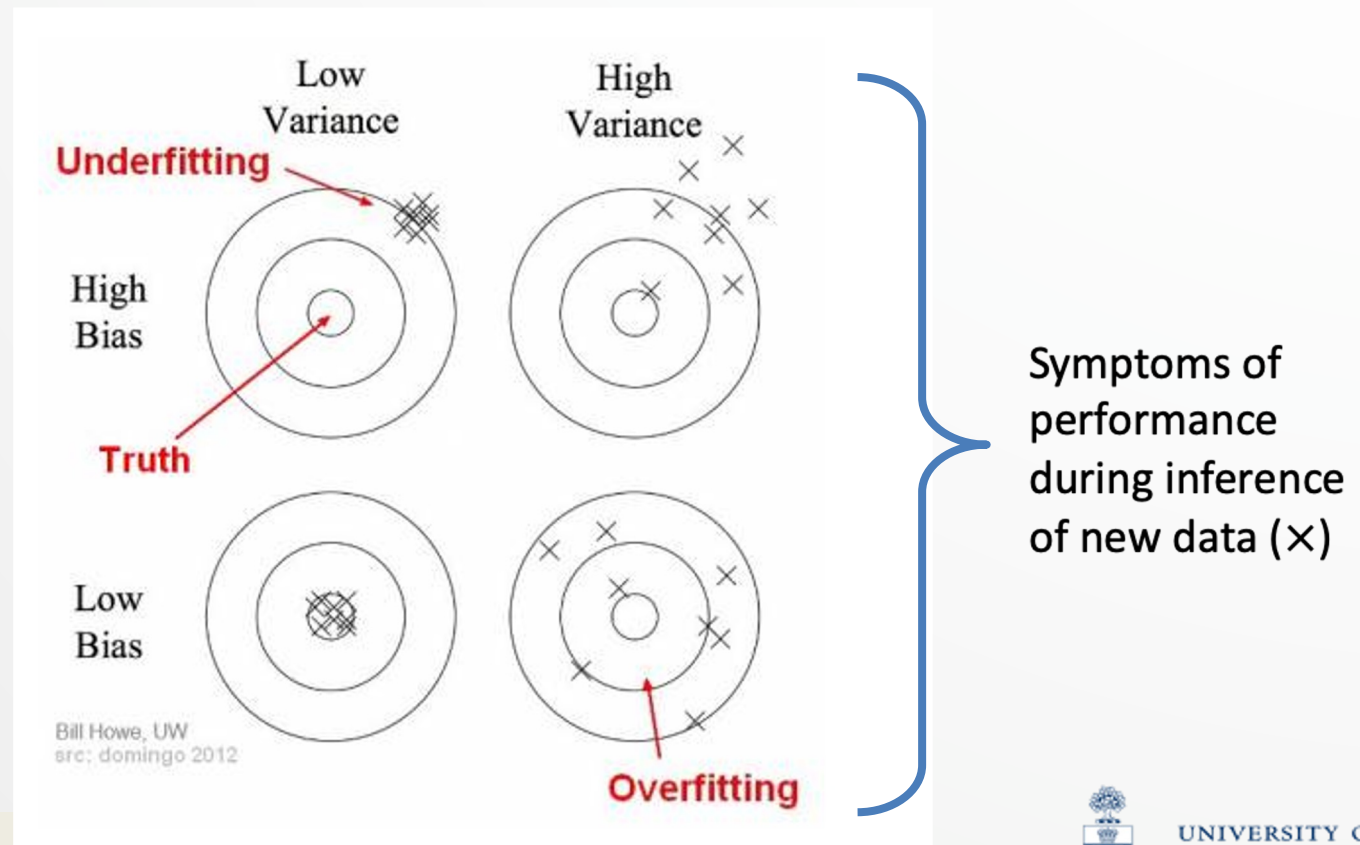 Low
Variance
High
Variance
Underfitting
High
Bias
Truth
Low
Bias
Overfitting
Bill Howe, UW
src: domingo 2012
Symptoms of
performance
during inference
of new data (×)
UNIVERSITY